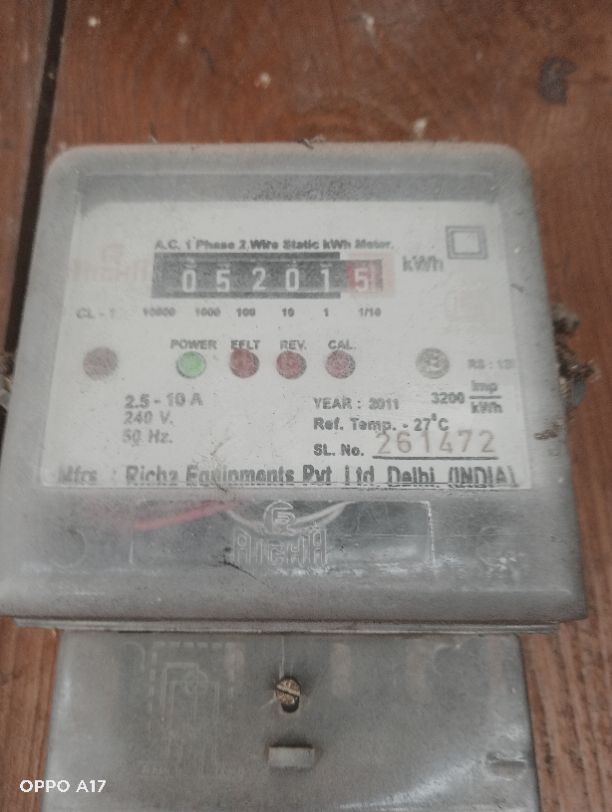 A.C. 1 Phase 2 Wire Static kWh Meter.
052015 kWh
CL - 1 10000 1000 100 10 1 1/10
POWER EFLT REV. CAL.
2.5 - 10 A
240 V.
50 Hz.
YEAR : 2011 3200 imp/kWh
Ref. Temp. - 27°C
SL. No. 261472
Mfrs : Richa Equipments Pvt Ltd Delhi (INDIA)
RICHA
OPPO A17